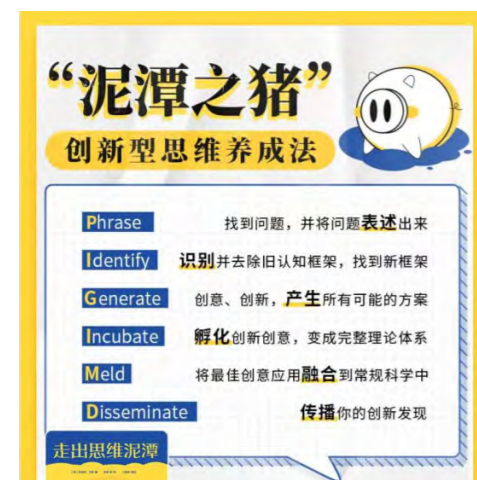 “泥潭之猪”
创新型思维养成法
Phrase 找到问题，并将问题表述出来
Identify 识别并去除旧认知框架，找到新框架
Generate 创意、创新，产生所有可能的方案
Incubate 孵化创新创意，变成完整理论体系
Meld 将最佳创意应用融合到常规科学中
Disseminate 传播你的创新发现
走出思维泥潭